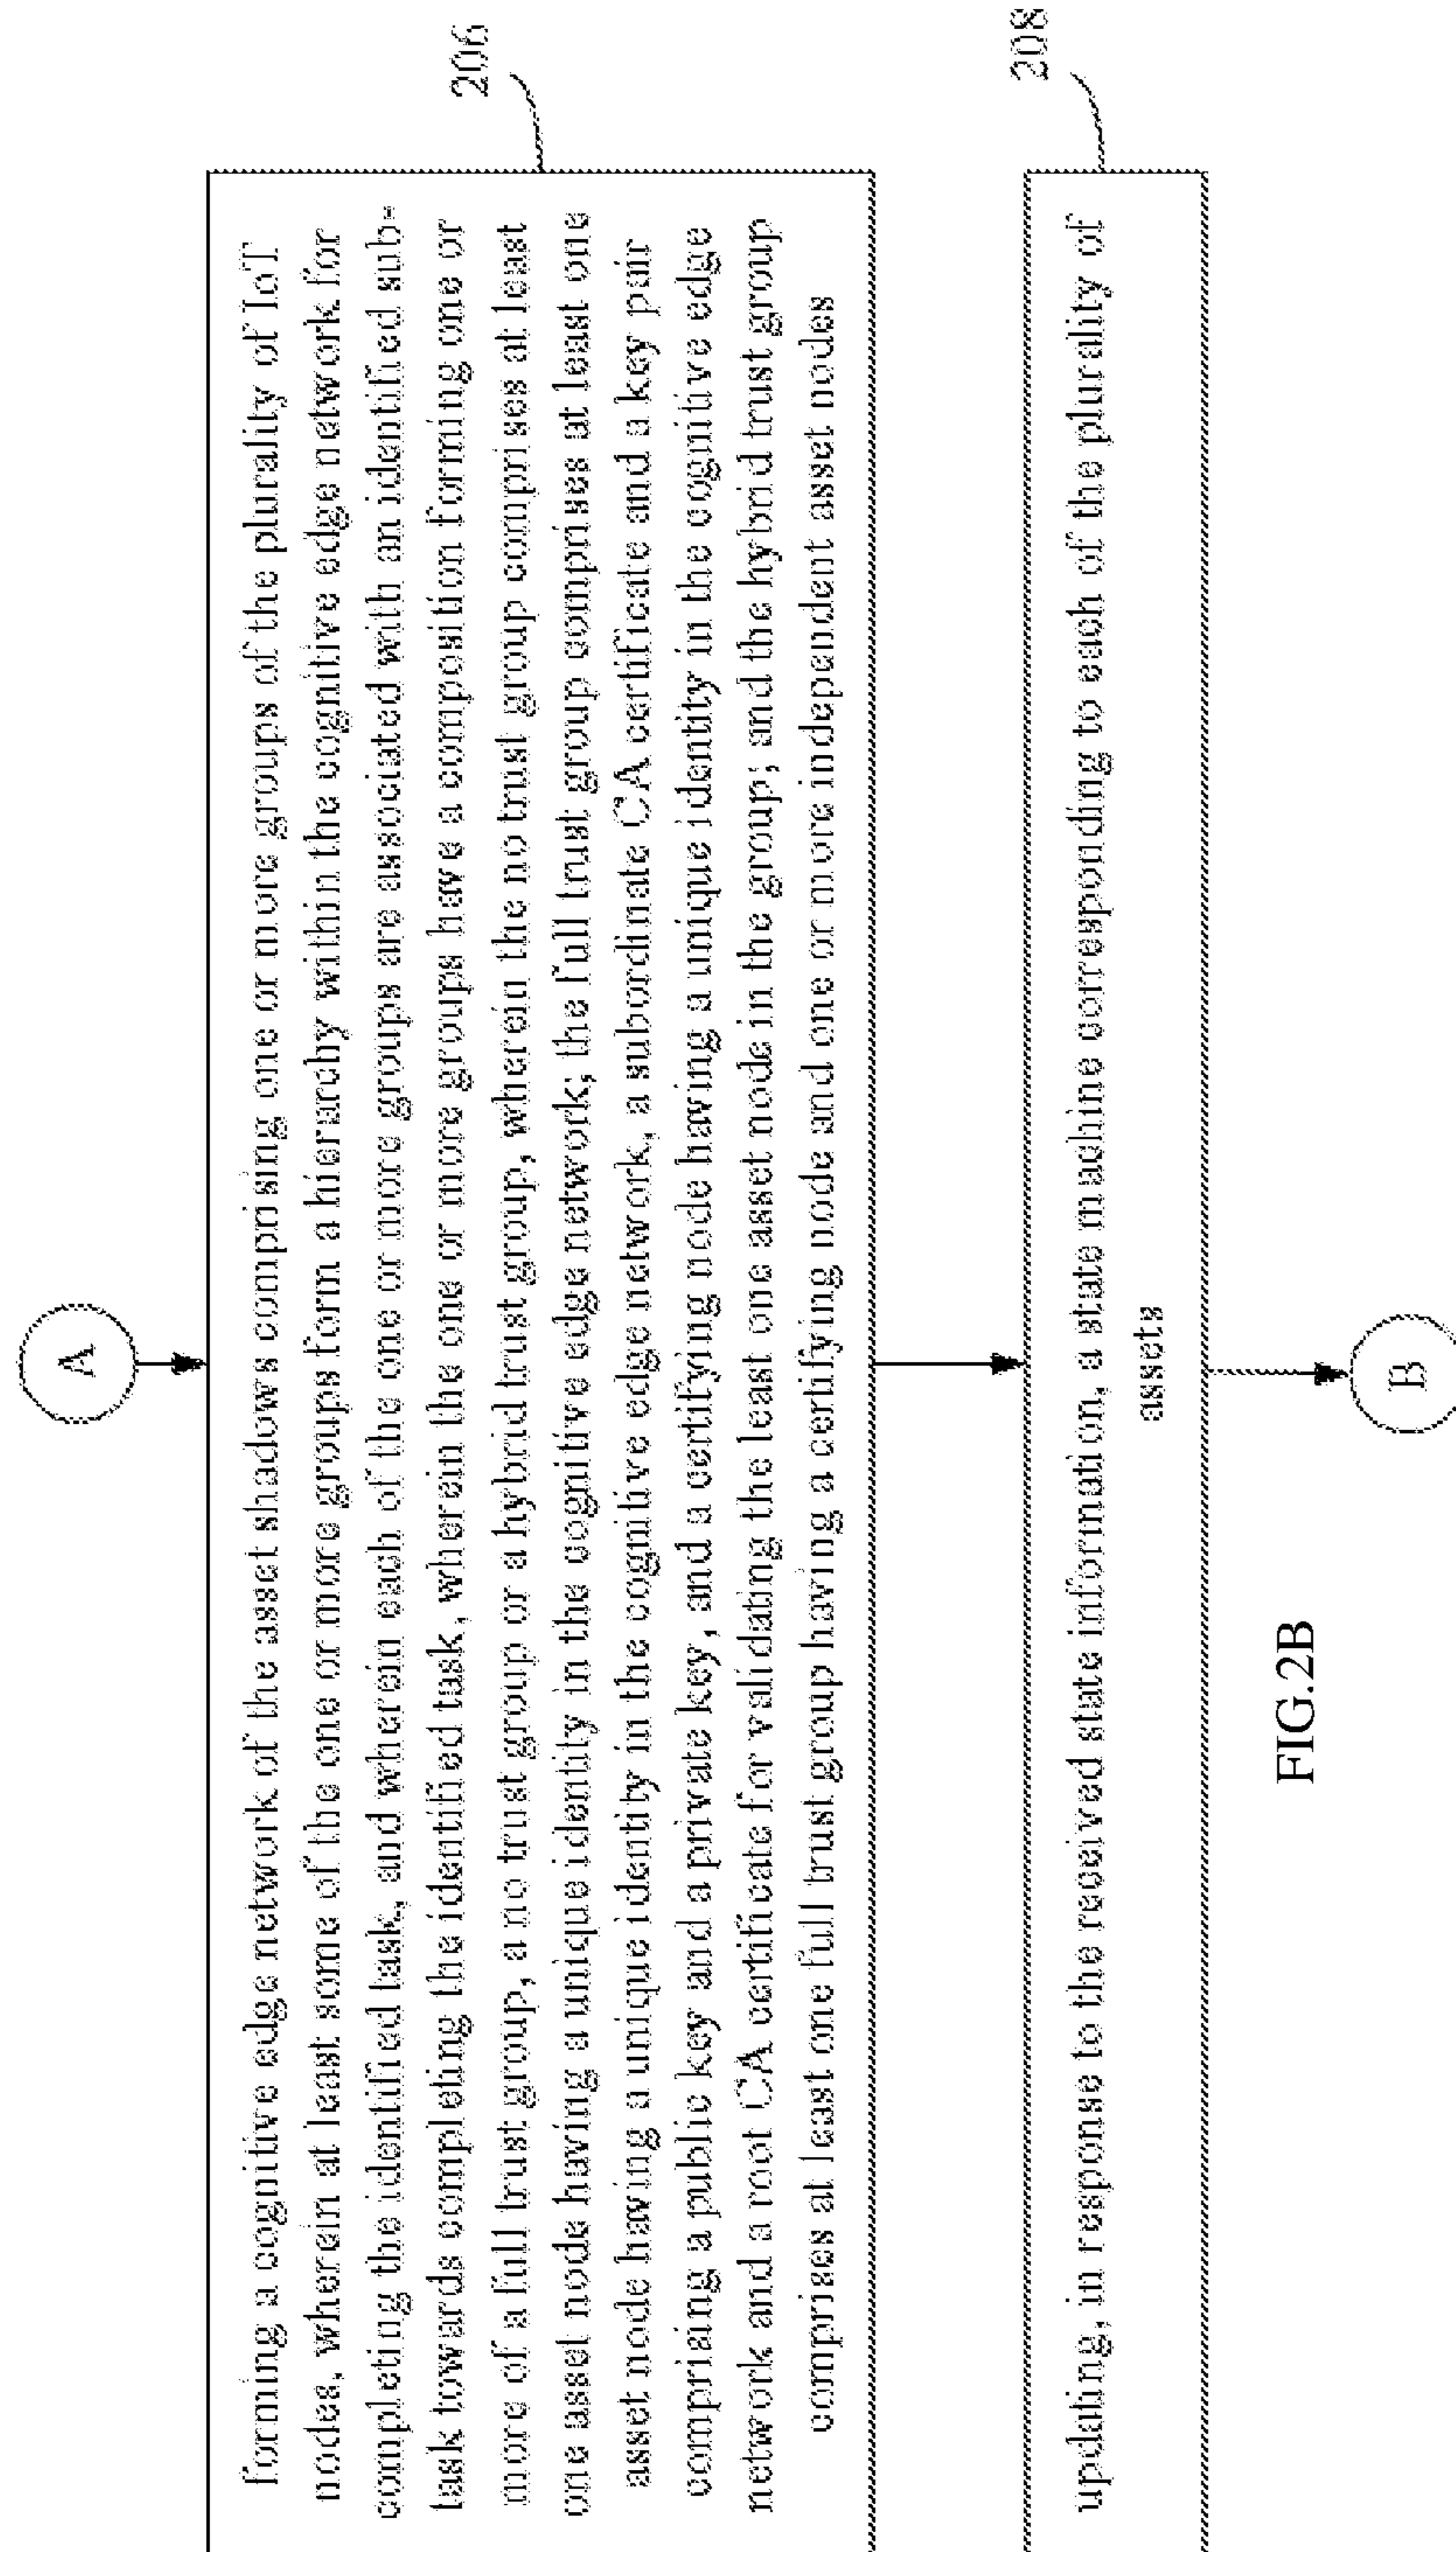 A
forming a cognitive edge network of the asset shadows comprising one or more groups of the plurality of IoT
nodes, wherein at least some of the one or more groups form a hierarchy within the cognitive edge network for
completing the identified task, and wherein each of the one or more groups are associated with an identified sub-
task towards completing the identified task, wherein the one or more groups have a composition forming one or
more of a full trust group, a no trust group or a hybrid trust group, wherein the no trust group comprises at least
one asset node having a unique identity in the cognitive edge network; the full trust group comprises at least one
asset node having a unique identity in the cognitive edge network, a subordinate CA certificate and a key pair
comprising a public key and a private key, and a certifying node having a unique identity in the cognitive edge
network and a root CA certificate for validating the least one asset node in the group; and the hybrid trust group
comprises at least one full trust group having a certifying node and one or more independent asset nodes
206
updating, in response to the received state information, a state machine corresponding to each of the plurality of
assets
208
B
FIG.2B